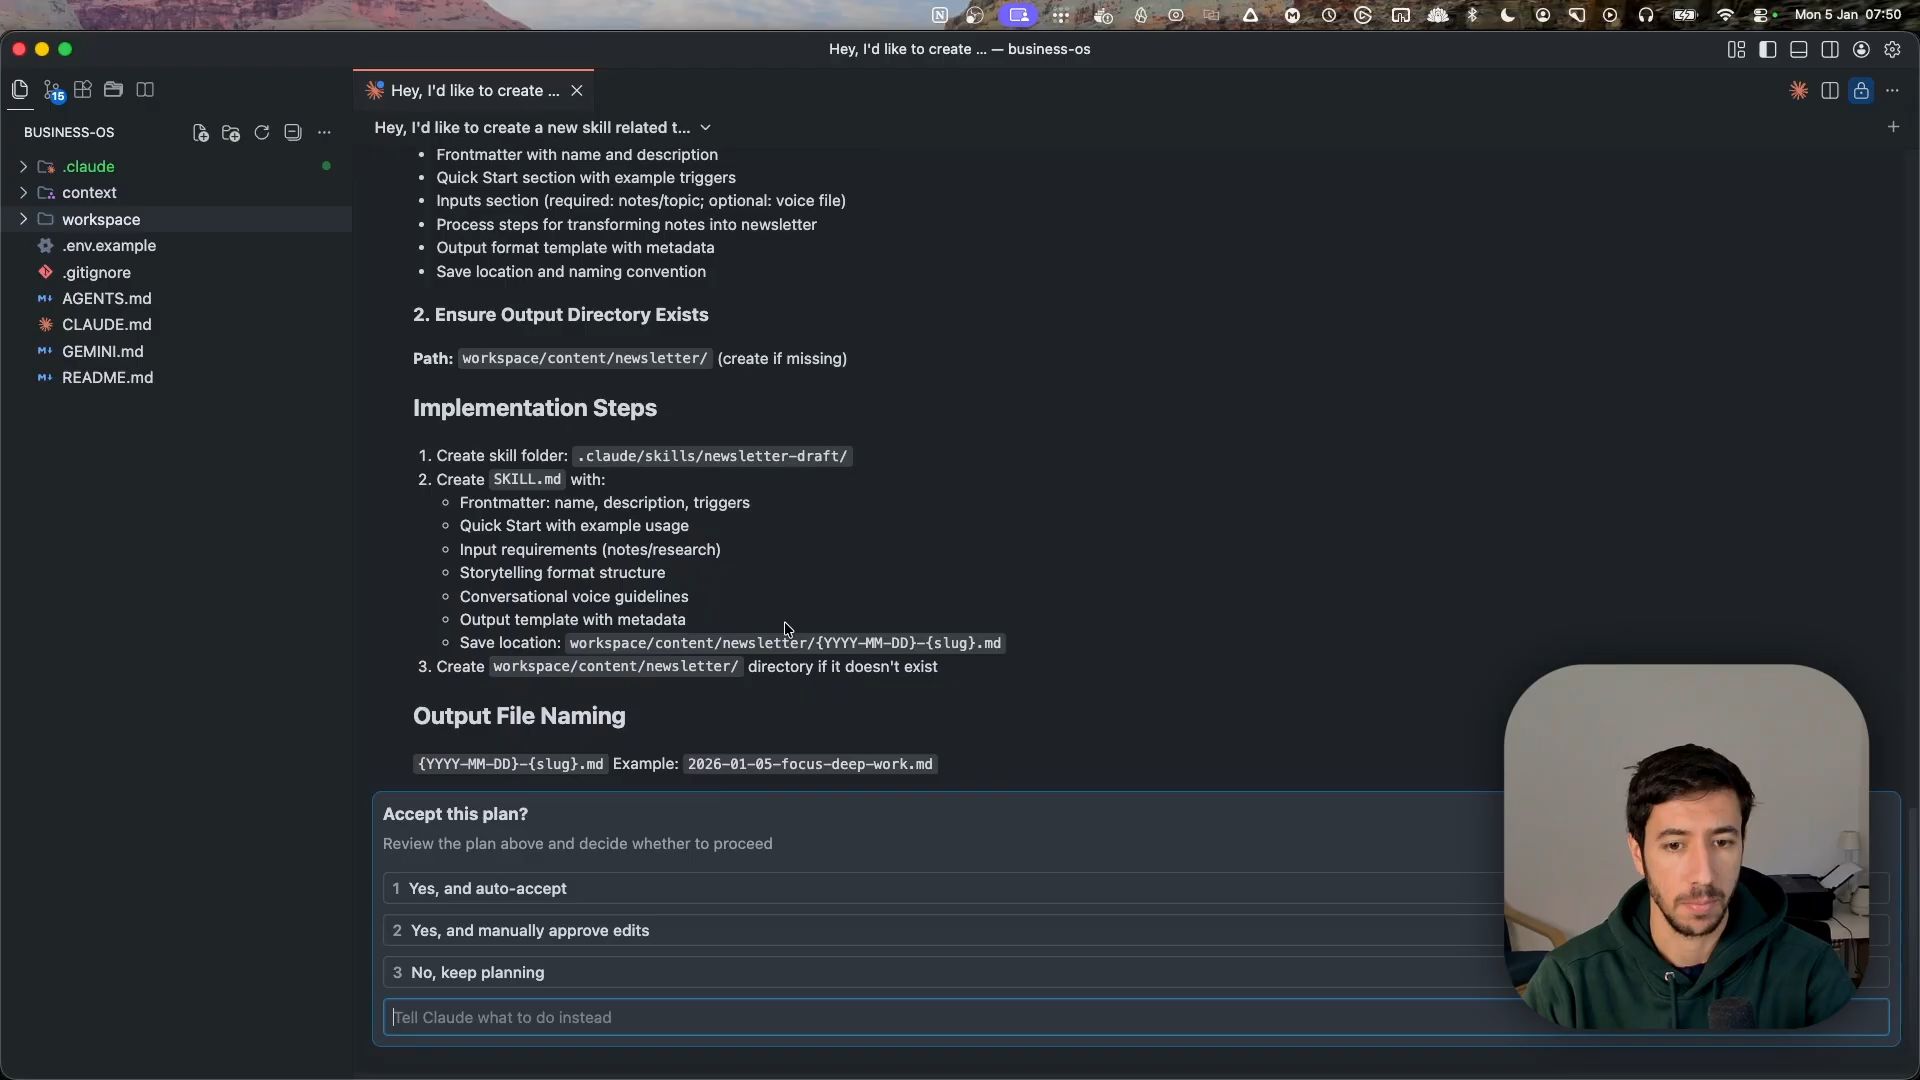 Mon 5 Jan 07:50
Hey, I'd like to create ... — business-os
15
Hey, I'd like to create ...
BUSINESS-OS
Hey, I'd like to create a new skill related t...
.claude
context
workspace
.env.example
.gitignore
AGENTS.md
CLAUDE.md
GEMINI.md
README.md
• Frontmatter with name and description
• Quick Start section with example triggers
• Inputs section (required: notes/topic; optional: voice file)
• Process steps for transforming notes into newsletter
• Output format template with metadata
• Save location and naming convention
2. Ensure Output Directory Exists
Path: workspace/content/newsletter/ (create if missing)
Implementation Steps
1. Create skill folder: .claude/skills/newsletter-draft/
2. Create SKILL.md with:
Frontmatter: name, description, triggers
Quick Start with example usage
Input requirements (notes/research)
Storytelling format structure
Conversational voice guidelines
Output template with metadata
Save location: workspace/content/newsletter/{YYYY-MM-DD}-{slug}.md
3. Create workspace/content/newsletter/ directory if it doesn't exist
Output File Naming
{YYYY-MM-DD}-{slug}.md Example: 2026-01-05-focus-deep-work.md
Accept this plan?
Review the plan above and decide whether to proceed
1 Yes, and auto-accept
2 Yes, and manually approve edits
3 No, keep planning
Tell Claude what to do instead